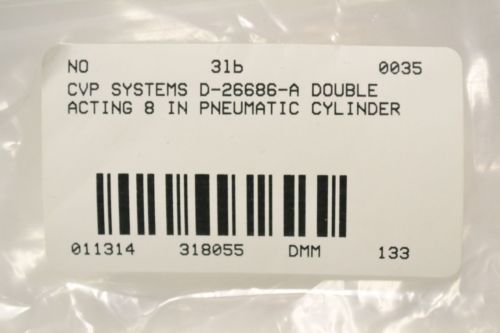 NO 31b 0035
CVP SYSTEMS D-26686-A DOUBLE
ACTING 8 IN PNEUMATIC CYLINDER
011314 318055 DMM 133